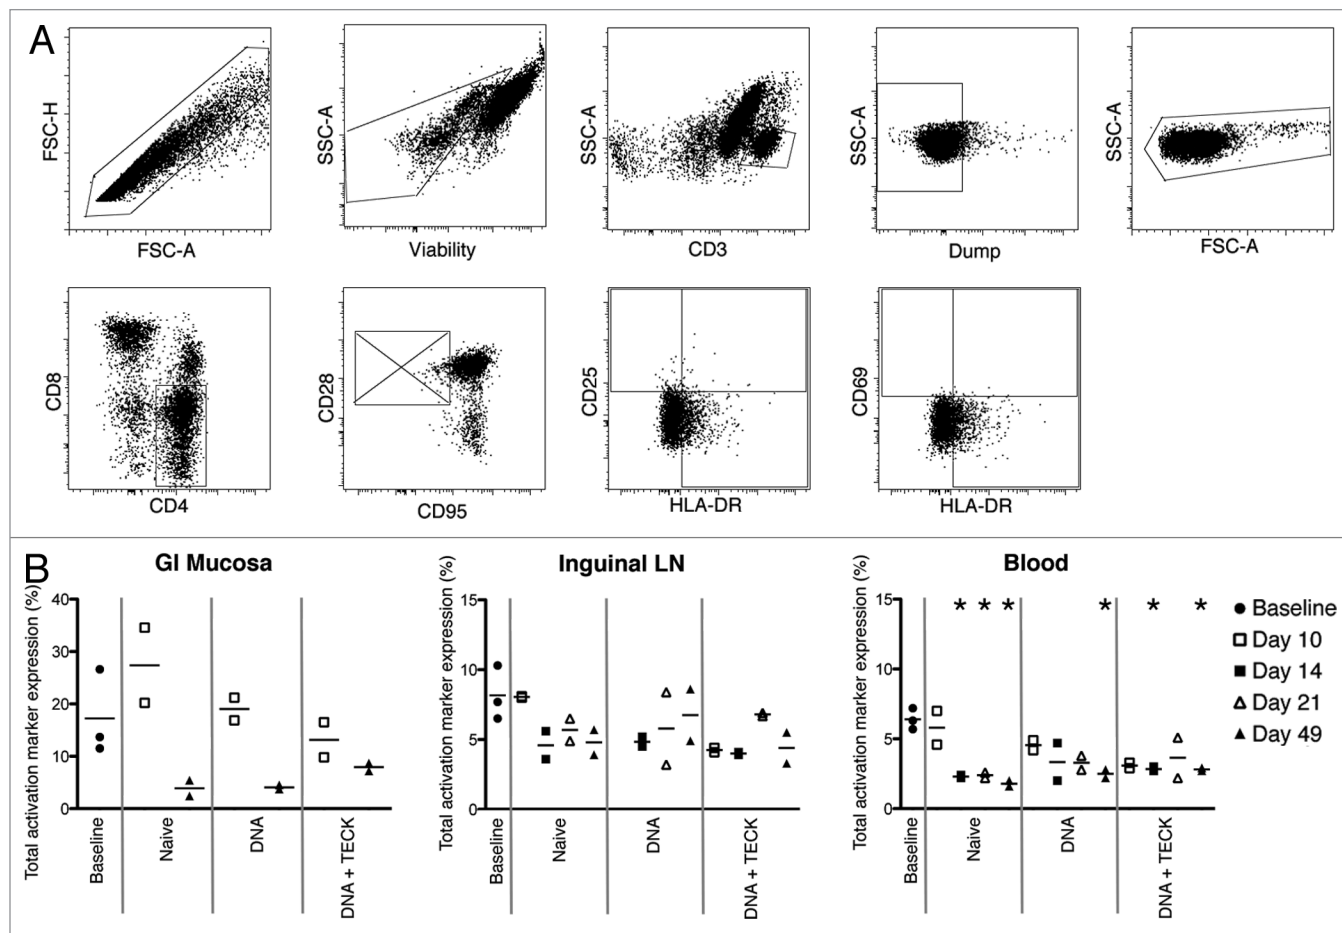 A
FSC-H
FSC-A
SSC-A
Viability
SSC-A
CD3
SSC-A
Dump
SSC-A
FSC-A
CD8
CD4
CD28
CD95
CD25
HLA-DR
CD69
HLA-DR
B
GI Mucosa
Total activation marker expression (%)
40
30
20
10
0
Baseline
Naive
DNA
DNA + TECK
Inguinal LN
Total activation marker expression (%)
15
10
5
0
Baseline
Naive
DNA
DNA + TECK
Blood
Total activation marker expression (%)
15
10
5
0
* * * * * *
Baseline
Naive
DNA
DNA + TECK
Baseline
Day 10
Day 14
Day 21
Day 49